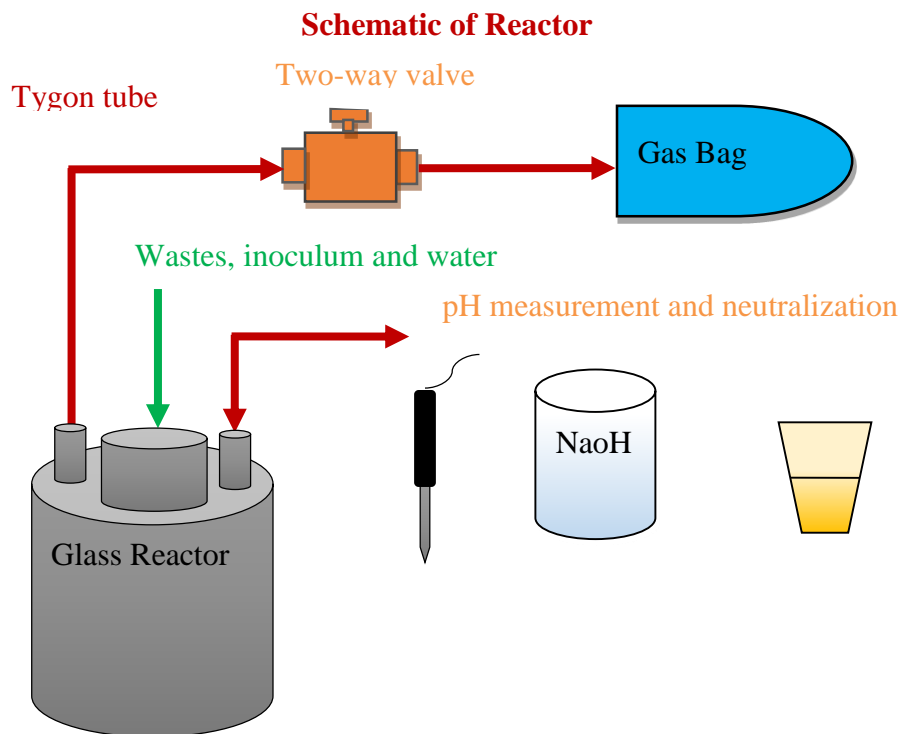 Schematic of Reactor
Two-way valve
Tygon tube
Gas Bag
Wastes, inoculum and water
pH measurement and neutralization
NaoH
Glass Reactor